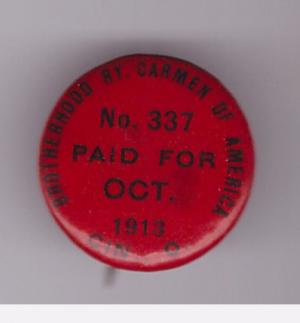 BROTHERHOOD RY. CARMEN OF AMERICA
No. 337
PAID FOR
OCT.
1913
CIN. O.